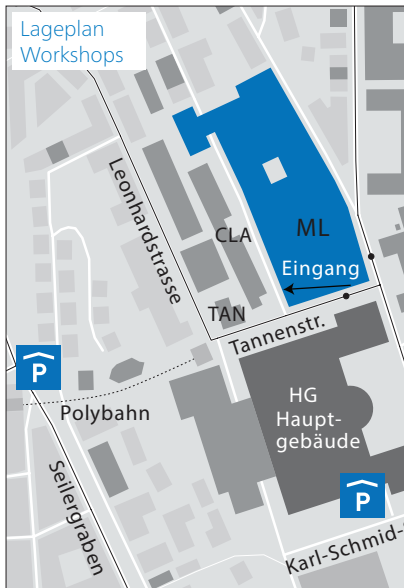 Lageplan
Workshops
Leonhardstrasse
CLA
ML
Eingang
TAN
Tannenstr.
P
HG
Haupt-
gebäude
Polybahn
Seilergraben
P
Karl-Schmid-